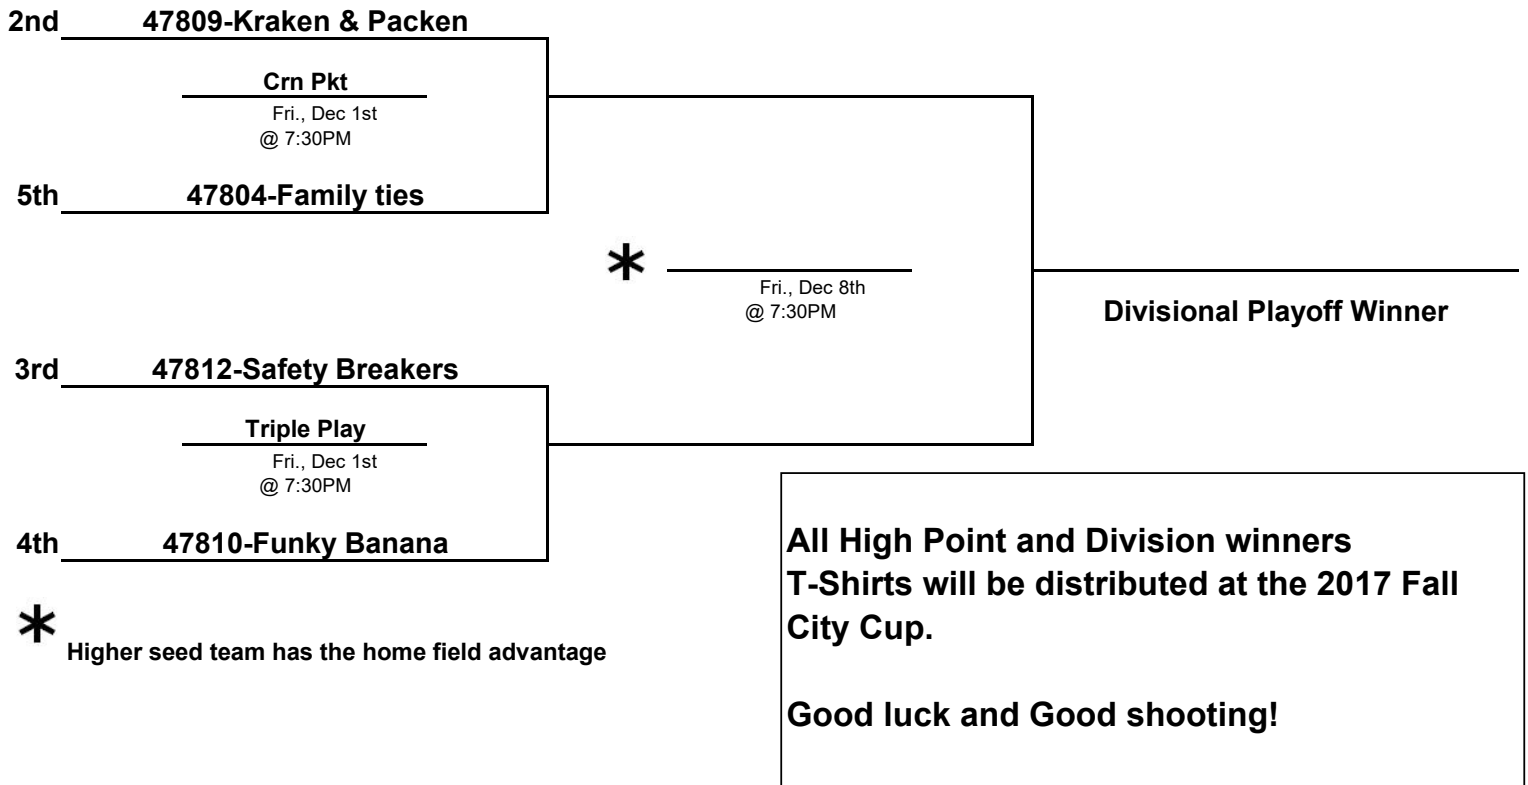 2nd 47809-Kraken & Packen
Crn Pkt
Fri., Dec 1st
@ 7:30PM
5th 47804-Family ties
* 
Fri., Dec 8th
@ 7:30PM
Divisional Playoff Winner
3rd 47812-Safety Breakers
Triple Play
Fri., Dec 1st
@ 7:30PM
4th 47810-Funky Banana
* Higher seed team has the home field advantage
All High Point and Division winners
T-Shirts will be distributed at the 2017 Fall
City Cup.
Good luck and Good shooting!